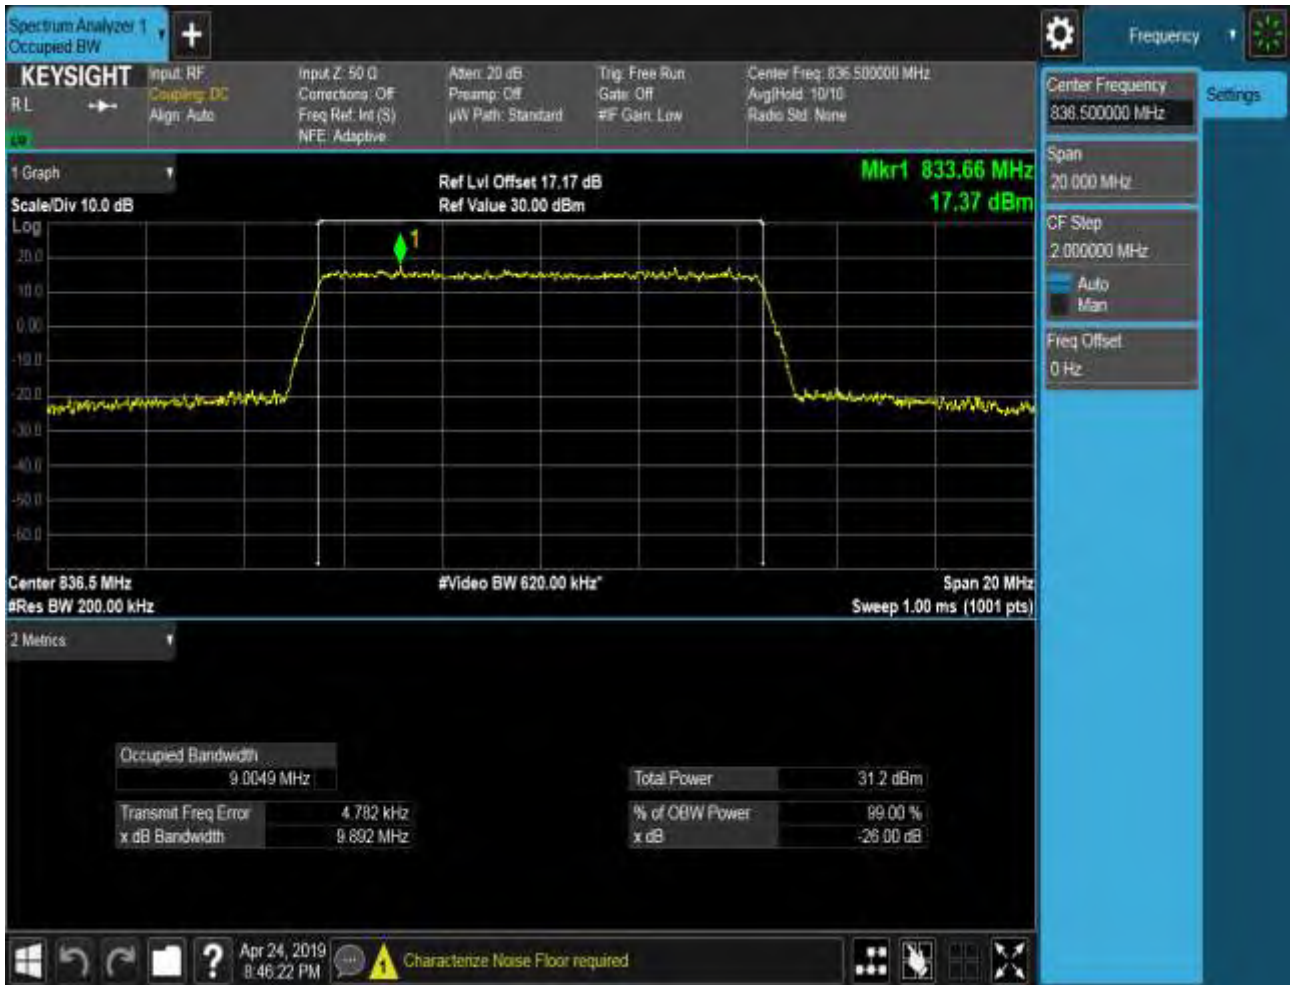 Spectrum Analyzer 1
Occupied BW
Frequency
KEYSIGHT
RL
Input: RF
Coupling: DC
Align: Auto
Input Z: 50 Ω
Corrections: Off
Freq Ref: Int (S)
NFE: Adaptive
Atten: 20 dB
Preamp: Off
µW Path: Standard
Trig: Free Run
Gate: Off
#IF Gain: Low
Center Freq: 836.500000 MHz
Avg|Hold: 10/10
Radio Std: None
Center Frequency
836.500000 MHz
Settings
Span
20.000 MHz
CF Step
2.000000 MHz
Auto
Man
Freq Offset
0 Hz
1 Graph
Scale/Div 10.0 dB
Ref Lvl Offset 17.17 dB
Ref Value 30.00 dBm
Mkr1 833.66 MHz
17.37 dBm
Log
1
20.0
10.0
0.00
-10.0
-20.0
-30.0
-40.0
-50.0
-60.0
Center 836.5 MHz
#Video BW 620.00 kHz*
Span 20 MHz
#Res BW 200.00 kHz
Sweep 1.00 ms (1001 pts)
2 Metrics
Occupied Bandwidth
9.0049 MHz
Total Power 31.2 dBm
Transmit Freq Error 4.782 kHz
% of OBW Power 99.00 %
x dB Bandwidth 9.892 MHz
x dB -26.00 dB
Apr 24, 2019
8:46:22 PM
Characterize Noise Floor required